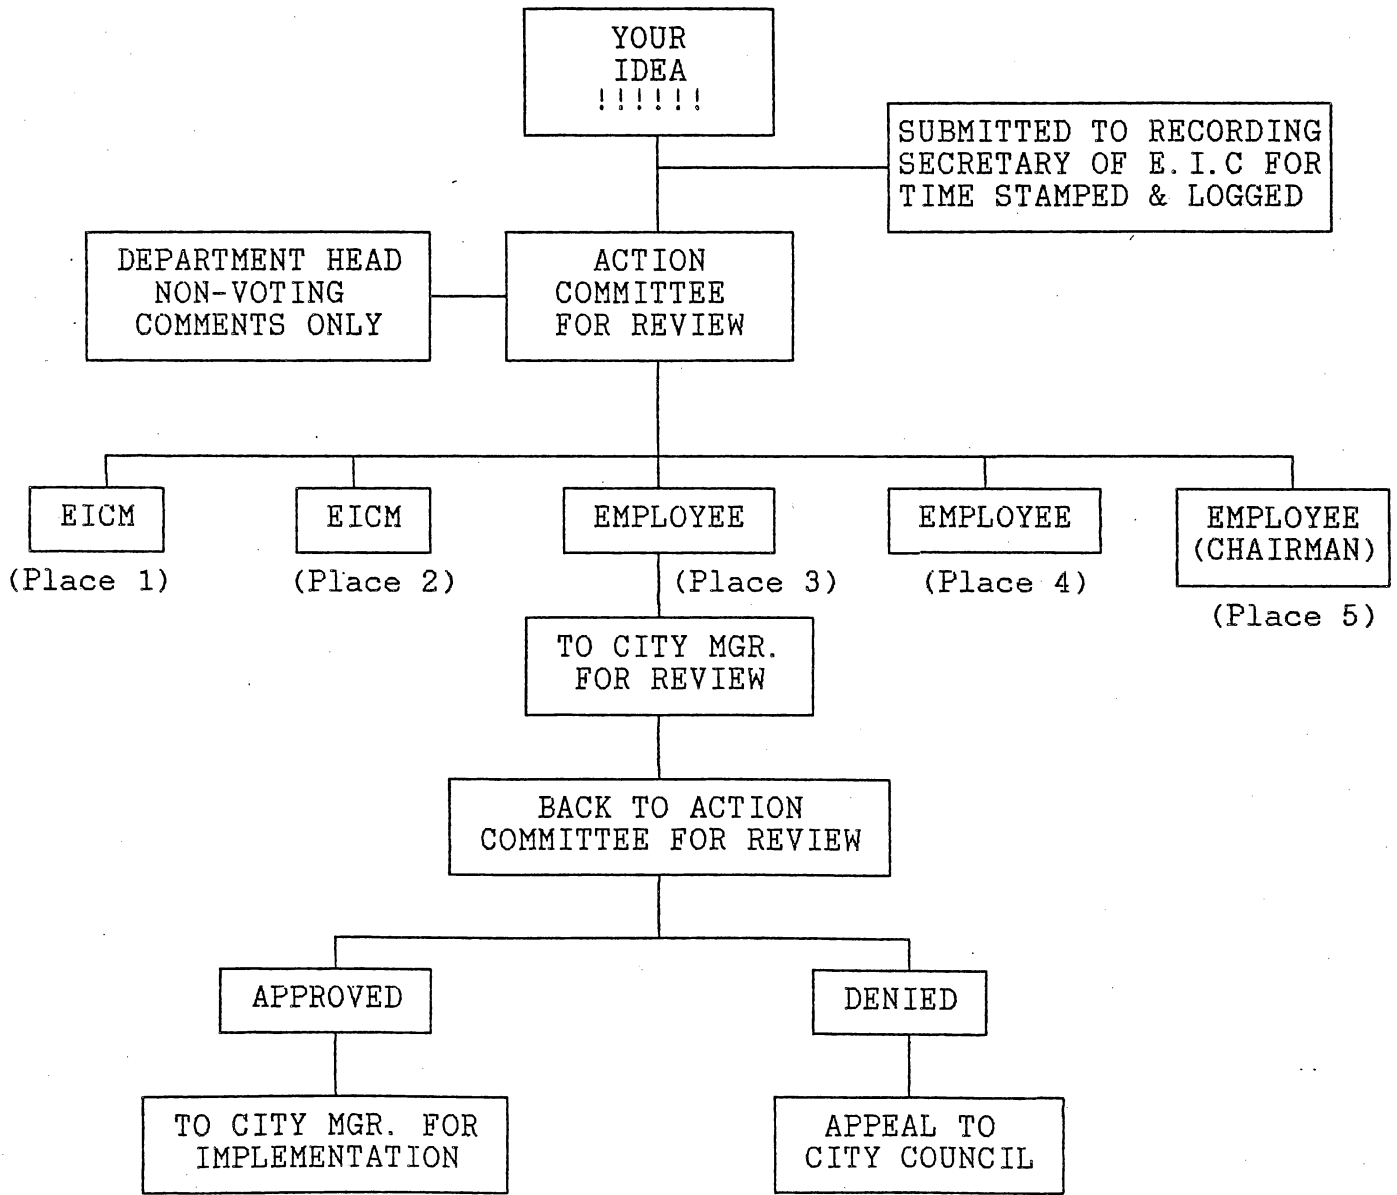 YOUR
IDEA
!!!!!!
SUBMITTED TO RECORDING
SECRETARY OF E.I.C FOR
TIME STAMPED & LOGGED
DEPARTMENT HEAD
NON-VOTING
COMMENTS ONLY
ACTION
COMMITTEE
FOR REVIEW
EICM
(Place 1)
EICM
(Place 2)
EMPLOYEE
(Place 3)
EMPLOYEE
(Place 4)
EMPLOYEE
(CHAIRMAN)
(Place 5)
TO CITY MGR.
FOR REVIEW
BACK TO ACTION
COMMITTEE FOR REVIEW
APPROVED
DENIED
TO CITY MGR. FOR
IMPLEMENTATION
APPEAL TO
CITY COUNCIL